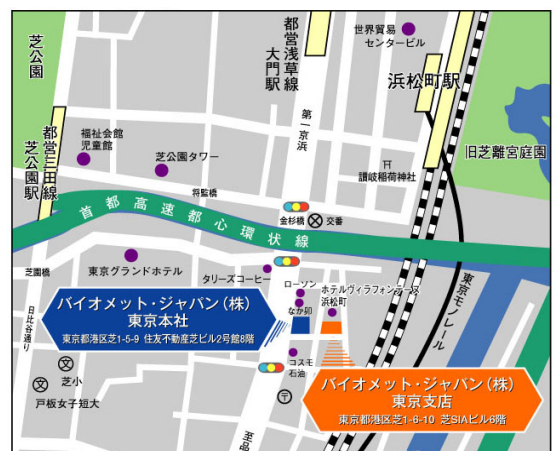 芝公園
都営浅草線
大門駅
世界貿易
センタービル
浜松町駅
都営三田線
芝公園駅
福祉会館
児童館
芝公園タワー
第一京浜
讃岐稲荷神社
旧芝離宮庭園
将監橋
金杉橋
交番
首都高速都心環状線
芝園橋
東京グランドホテル
タリーズコーヒー
ローソン
なか卯
ホテルヴィラフォンテーヌ
浜松町
東京モノレール
バイオメット・ジャパン(株)
東京本社
東京都港区芝1-5-9 住友不動産芝ビル2号館8階
日比谷通り
文
芝小
文
戸板女子短大
コスモ
石油
〒
バイオメット・ジャパン(株)
東京支店
東京都港区芝1-6-10 芝SIAビル6階
至品